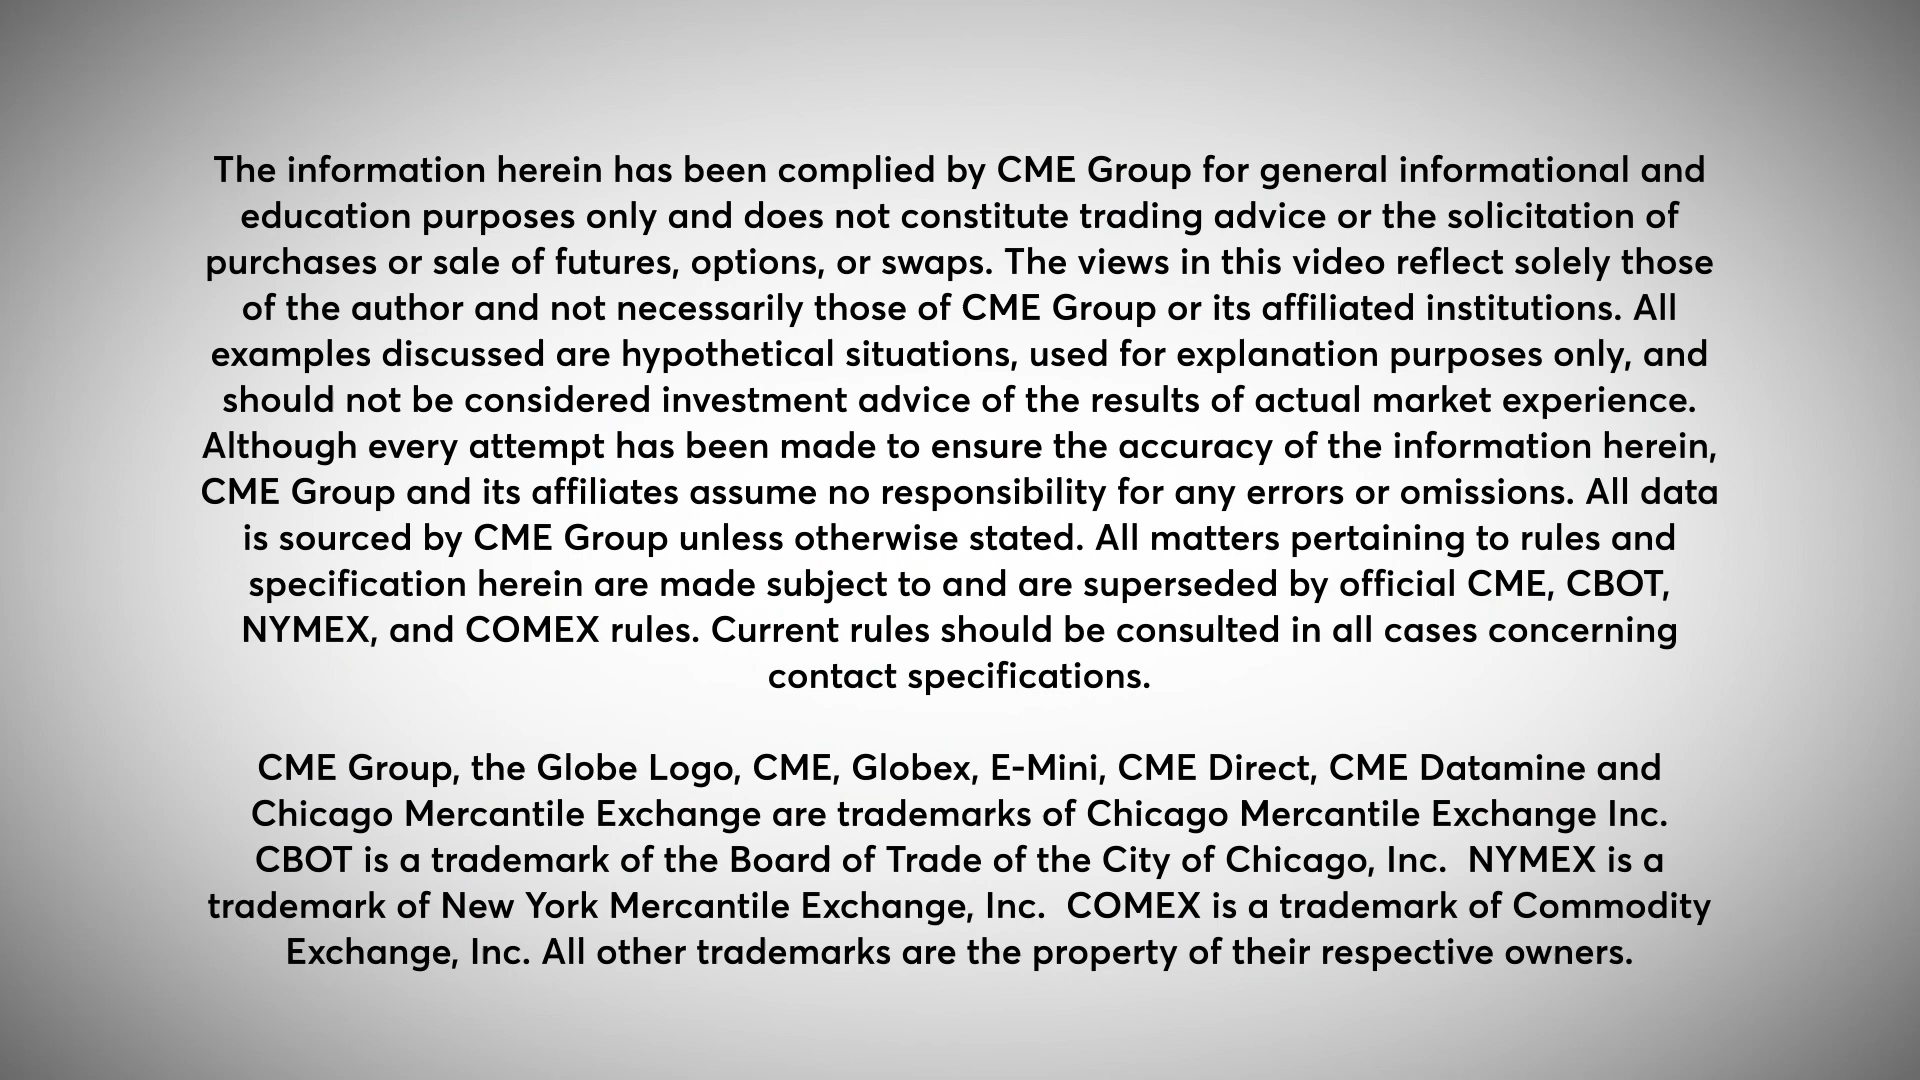 The information herein has been complied by CME Group for general informational and
education purposes only and does not constitute trading advice or the solicitation of
purchases or sale of futures, options, or swaps. The views in this video reflect solely those
of the author and not necessarily those of CME Group or its affiliated institutions. All
examples discussed are hypothetical situations, used for explanation purposes only, and
should not be considered investment advice of the results of actual market experience.
Although every attempt has been made to ensure the accuracy of the information herein,
CME Group and its affiliates assume no responsibility for any errors or omissions. All data
is sourced by CME Group unless otherwise stated. All matters pertaining to rules and
specification herein are made subject to and are superseded by official CME, CBOT,
NYMEX, and COMEX rules. Current rules should be consulted in all cases concerning
contact specifications.
CME Group, the Globe Logo, CME, Globex, E-Mini, CME Direct, CME Datamine and
Chicago Mercantile Exchange are trademarks of Chicago Mercantile Exchange Inc.
CBOT is a trademark of the Board of Trade of the City of Chicago, Inc.  NYMEX is a
trademark of New York Mercantile Exchange, Inc.  COMEX is a trademark of Commodity
Exchange, Inc. All other trademarks are the property of their respective owners.